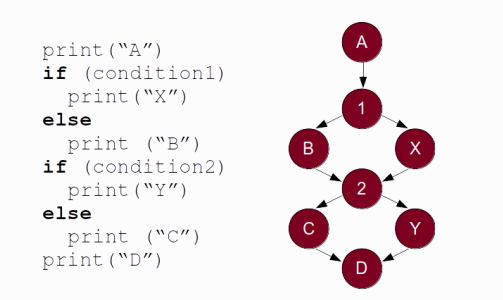 print(“A”)
if (condition1)
print(“X”)
else
print (“B”)
if (condition2)
print(“Y”)
else
print (“C”)
print(“D”)
A
1
B X
2
C Y
D